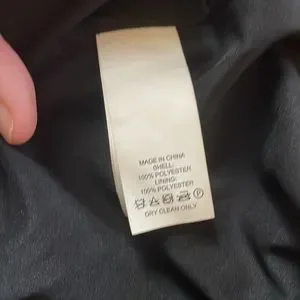 MADE IN CHINA
SHELL:
100% POLYESTER
LINING:
100% POLYESTER
DRY CLEAN ONLY